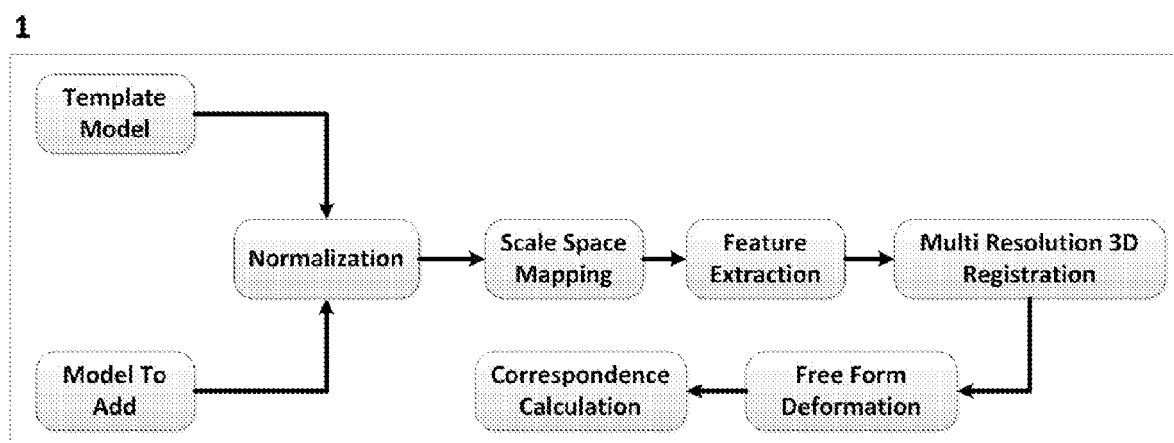 1
Template
Model
Normalization
Scale Space
Mapping
Feature
Extraction
Multi Resolution 3D
Registration
Model To
Add
Correspondence
Calculation
Free Form
Deformation